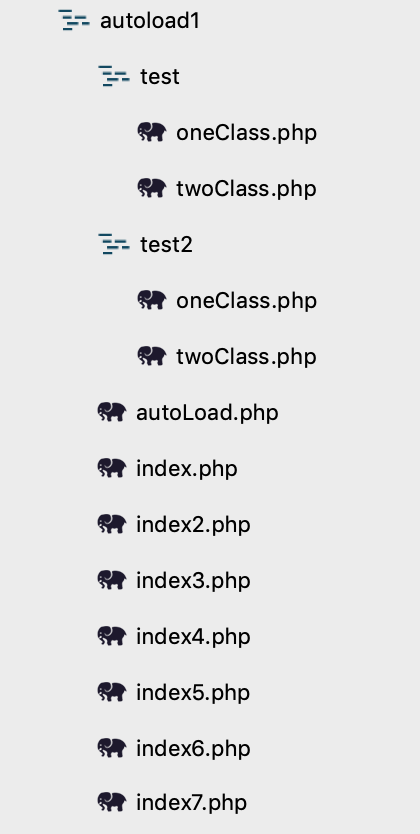 autoload1
test
oneClass.php
twoClass.php
test2
oneClass.php
twoClass.php
autoLoad.php
index.php
index2.php
index3.php
index4.php
index5.php
index6.php
index7.php